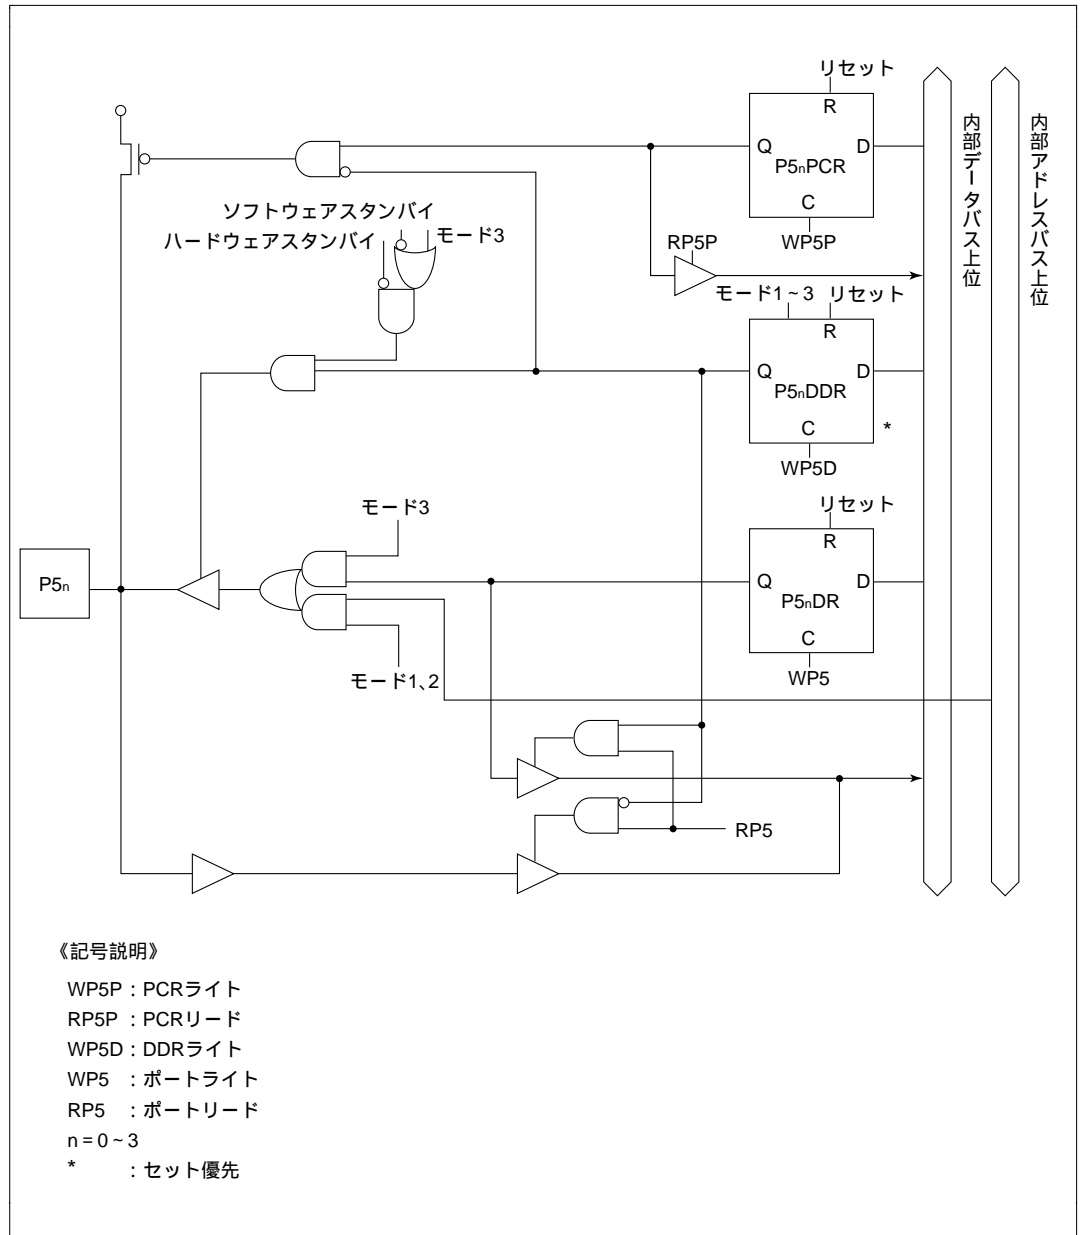 リセット
R
Q
D
P5nPCR
C
WP5P
内部データバス上位
内部アドレスバス上位
ソフトウェアスタンバイ
ハードウェアスタンバイ
モード3
RP5P
モード1~3
リセット
R
Q
D
P5nDDR
C
*
WP5D
モード3
リセット
R
P5n
Q
D
P5nDR
C
WP5
モード1、2
RP5
《記号説明》
WP5P : PCRライト
RP5P : PCRリード
WP5D : DDRライト
WP5 : ポートライト
RP5 : ポートリード
n = 0 ~ 3
* : セット優先